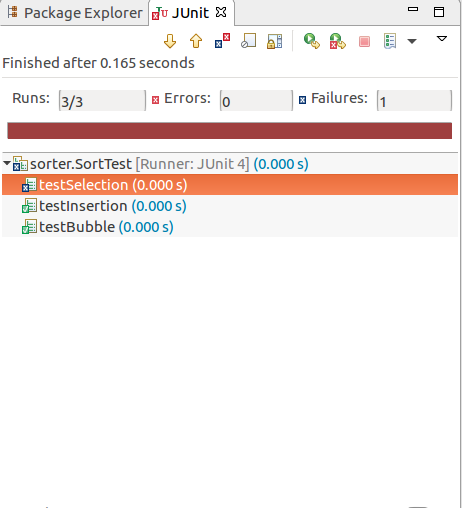 Package Explorer JUnit
Finished after 0.165 seconds
Runs: 3/3 Errors: 0 Failures: 1
sorter.SortTest [Runner: JUnit 4] (0.000 s)
testSelection (0.000 s)
testInsertion (0.000 s)
testBubble (0.000 s)